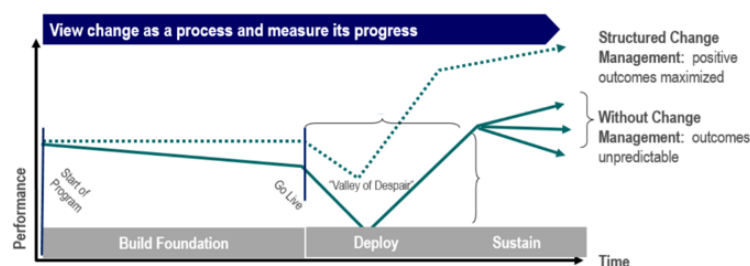 View change as a process and measure its progress
Structured Change
Management: positive
outcomes maximized
Without Change
Management: outcomes
unpredictable
Performance
Start of
Program
Go Live
"Valley of Despair"
Build Foundation
Deploy
Sustain
Time